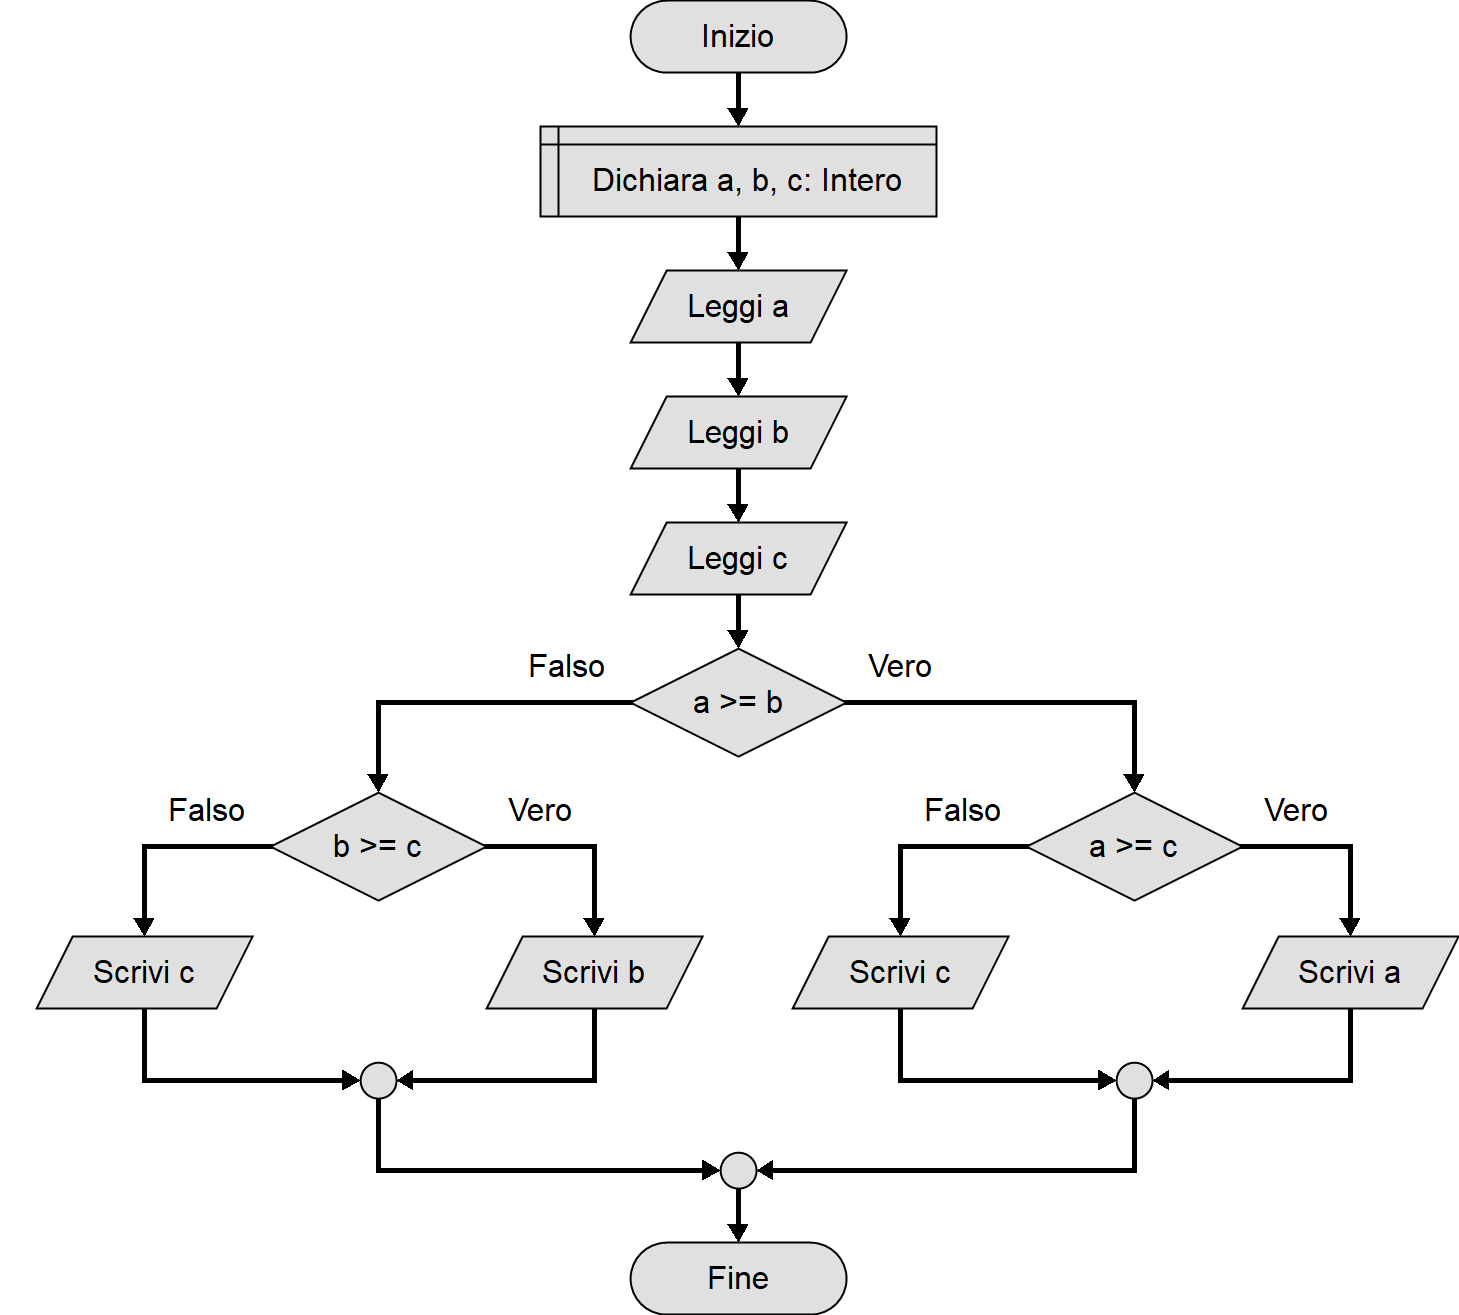 Inizio
Dichiara a, b, c: Intero
Leggi a
Leggi b
Leggi c
Falso
Vero
a >= b
Falso
Vero
Falso
Vero
b >= c
a >= c
Scrivi c
Scrivi b
Scrivi c
Scrivi a
Fine